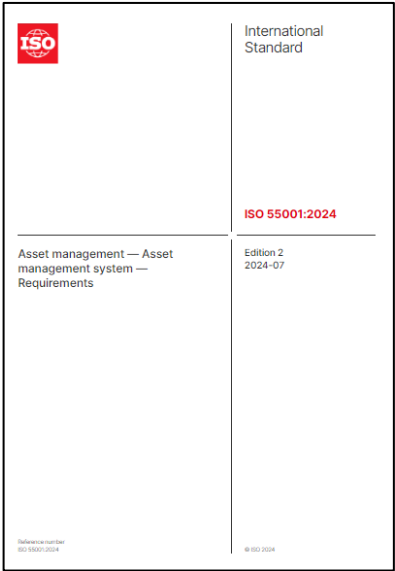 ISO
International
Standard
ISO 55001:2024
Asset management — Asset
management system —
Requirements
Edition 2
2024-07
Reference number
ISO 55001:2024
© ISO 2024